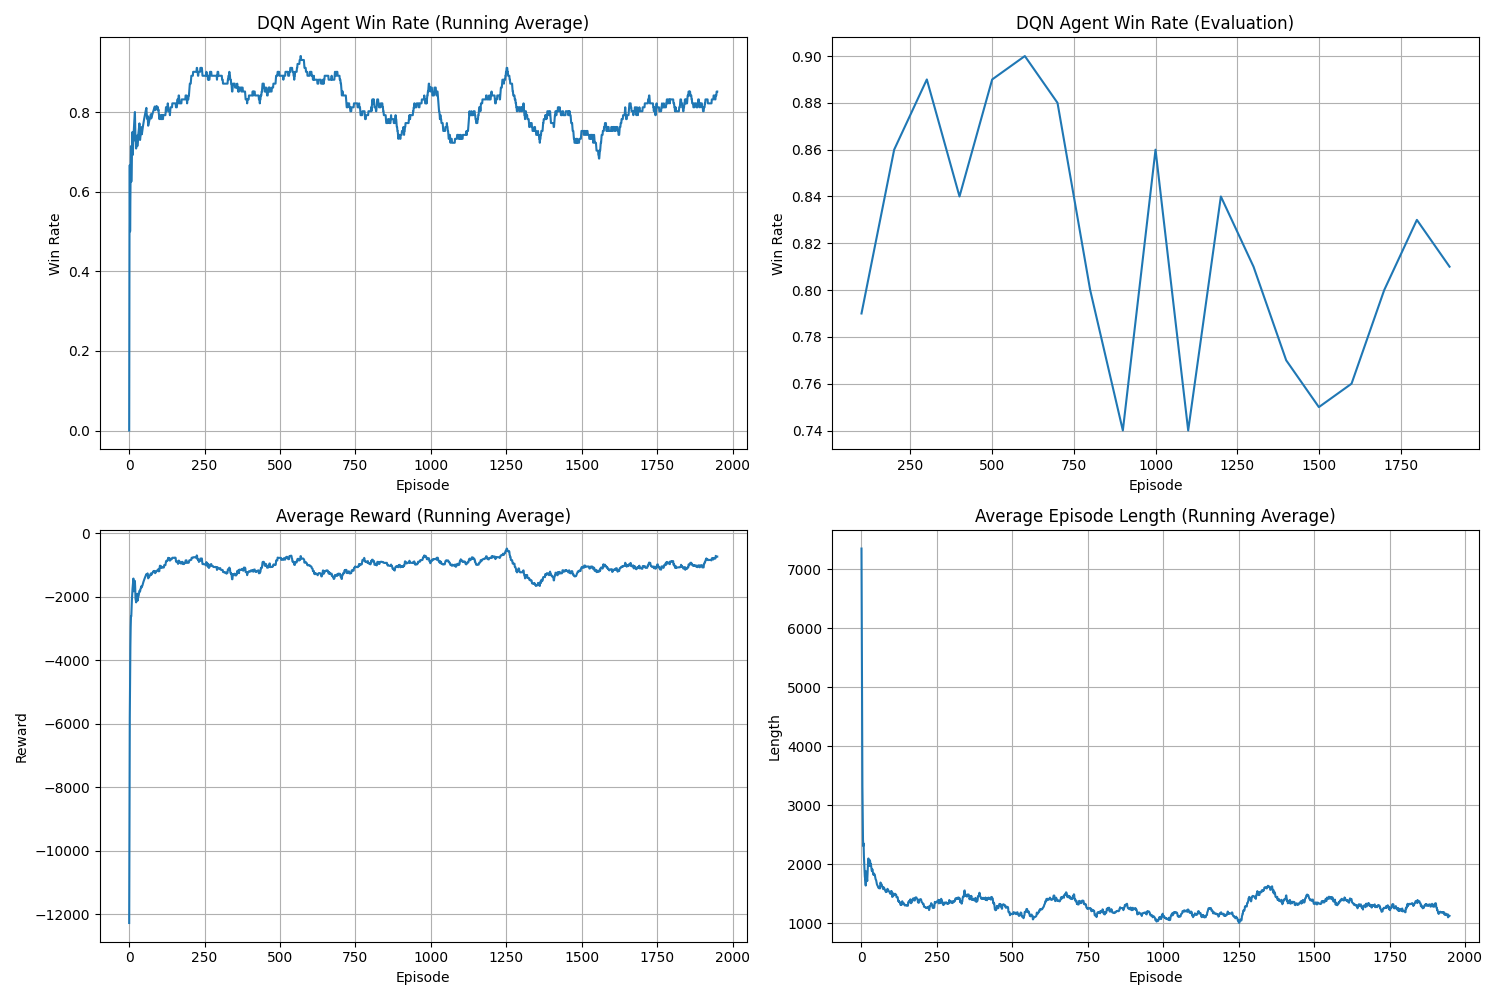 DQN Agent Win Rate (Running Average)
Win Rate
0.8
0.6
0.4
0.2
0.0
0 250 500 750 1000 1250 1500 1750 2000
Episode
DQN Agent Win Rate (Evaluation)
Win Rate
0.90
0.88
0.86
0.84
0.82
0.80
0.78
0.76
0.74
250 500 750 1000 1250 1500 1750
Episode
Average Reward (Running Average)
Reward
0
−2000
−4000
−6000
−8000
−10000
−12000
0 250 500 750 1000 1250 1500 1750 2000
Episode
Average Episode Length (Running Average)
Length
7000
6000
5000
4000
3000
2000
1000
0 250 500 750 1000 1250 1500 1750 2000
Episode